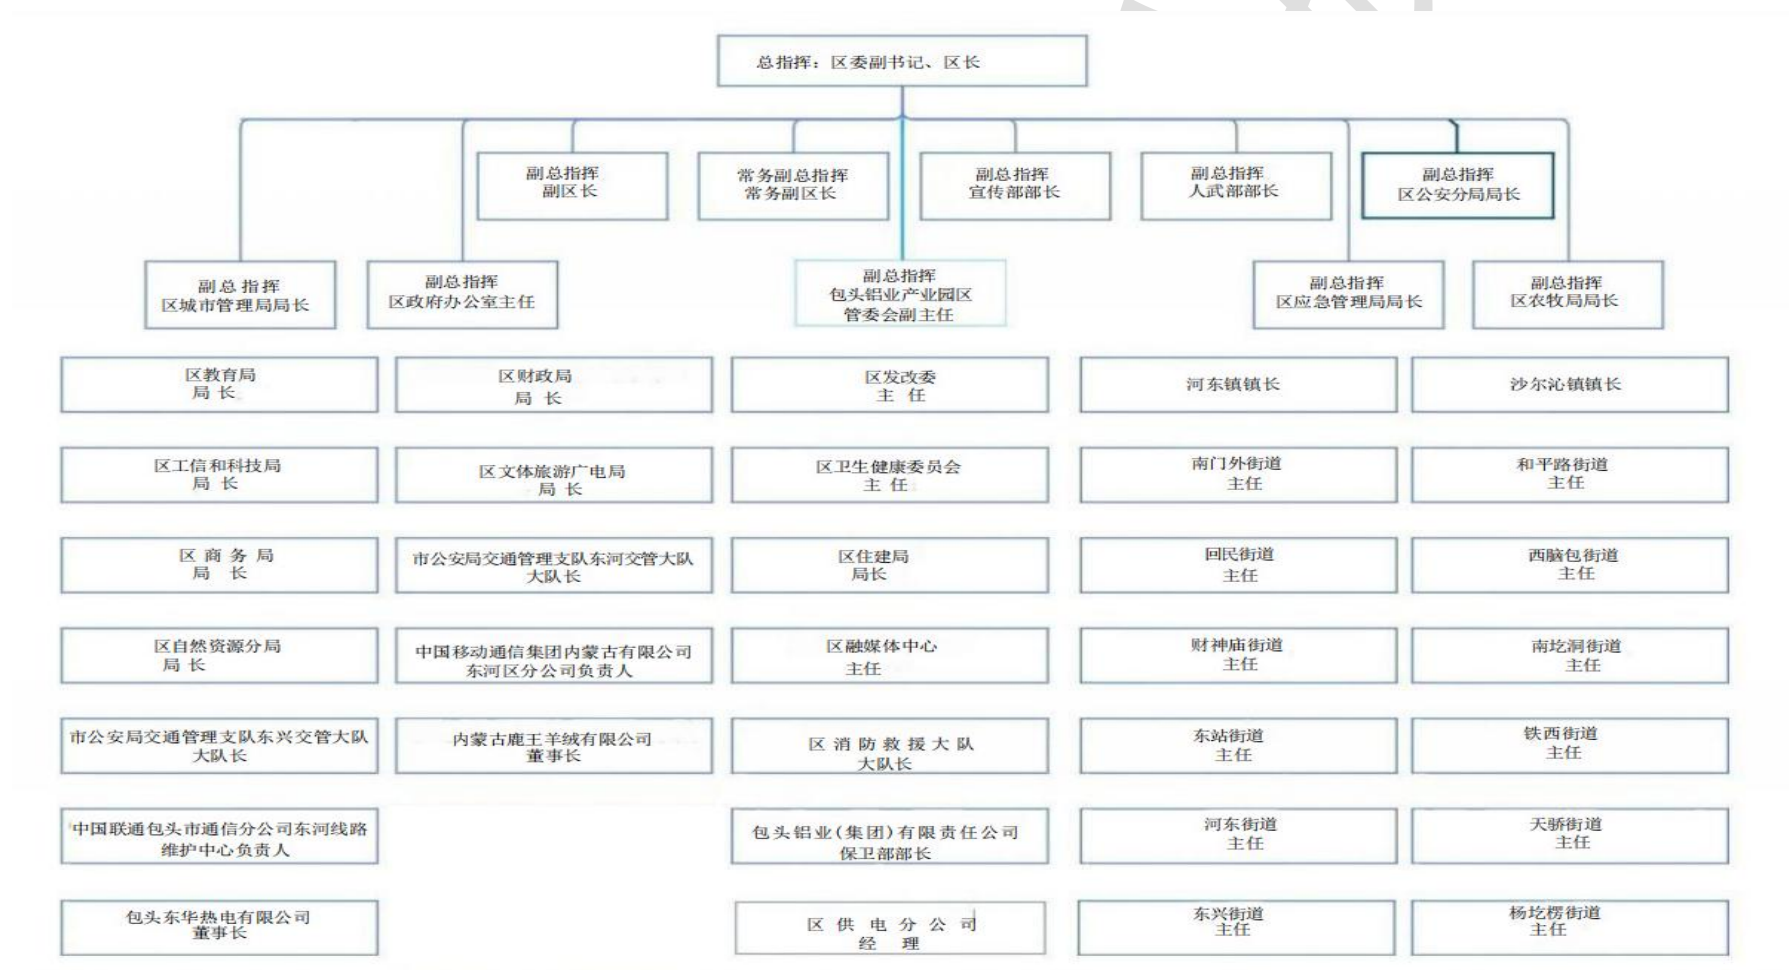 总指挥：区委副书记、区长
副总指挥
副区长
常务副总指挥
常务副区长
副总指挥
宣传部部长
副总指挥
人武部部长
副总指挥
区公安分局局长
副总指挥
区城市管理局局长
副总指挥
区政府办公室主任
副总指挥
包头铝业产业园区
管委会副主任
副总指挥
区应急管理局局长
副总指挥
区农牧局局长
区教育局
局 长
区财政局
局 长
区发改委
主 任
河东镇镇长
沙尔沁镇镇长
区工信和科技局
局 长
区文体旅游广电局
局 长
区卫生健康委员会
主 任
南门外街道
主任
和平路街道
主任
区 商 务 局
局 长
市公安局交通管理支队东河交管大队
大队长
区住建局
局长
回民街道
主任
西脑包街道
主任
区自然资源分局
局 长
中国移动通信集团内蒙古有限公司
东河区分公司负责人
区融媒体中心
主任
财神庙街道
主任
南圪洞街道
主任
市公安局交通管理支队东兴交管大队
大队长
内蒙古鹿王羊绒有限公司
董事长
区 消 防 救 援 大 队
大队长
东站街道
主任
铁西街道
主任
中国联通包头市通信分公司东河线路
维护中心负责人
包头铝业(集团)有限责任公司
保卫部部长
河东街道
主任
天骄街道
主任
包头东华热电有限公司
董事长
区 供 电 分 公 司
经 理
东兴街道
主任
杨圪楞街道
主任